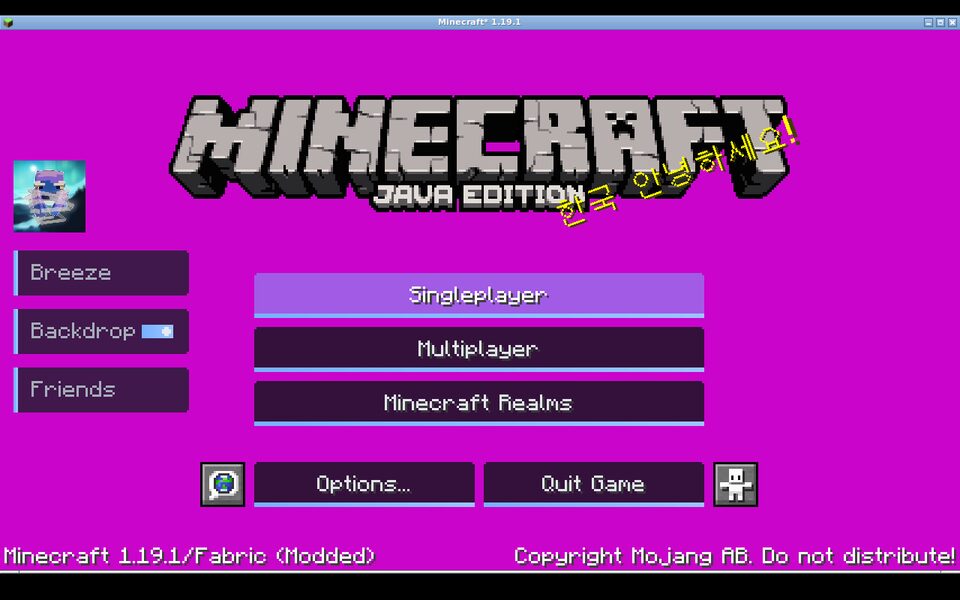 Minecraft* 1.19.1
MINECRAFT
JAVA EDITION
한국 안녕하세요!
Breeze
Backdrop
Friends
Singleplayer
Multiplayer
Minecraft Realms
Options...
Quit Game
Minecraft 1.19.1/Fabric (Modded)
Copyright Mojang AB. Do not distribute!